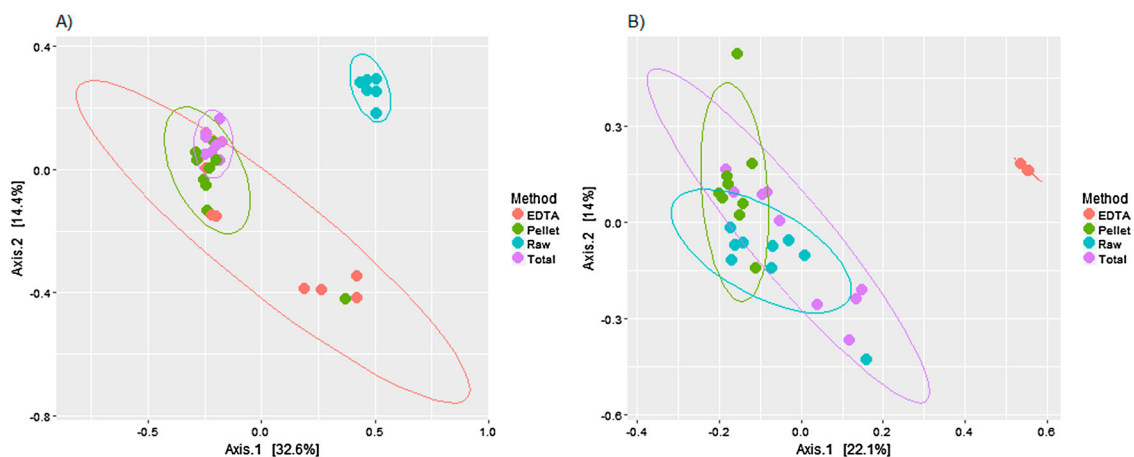 A)
0.4
0.0
-0.4
-0.8
Axis.2 [14.4%]
-0.5
0.0
0.5
1.0
Axis.1 [32.6%]
Method
EDTA
Pellet
Raw
Total
B)
0.3
0.0
-0.3
-0.6
Axis.2 [14%]
-0.4
-0.2
0.0
0.2
0.4
0.6
Axis.1 [22.1%]
Method
EDTA
Pellet
Raw
Total